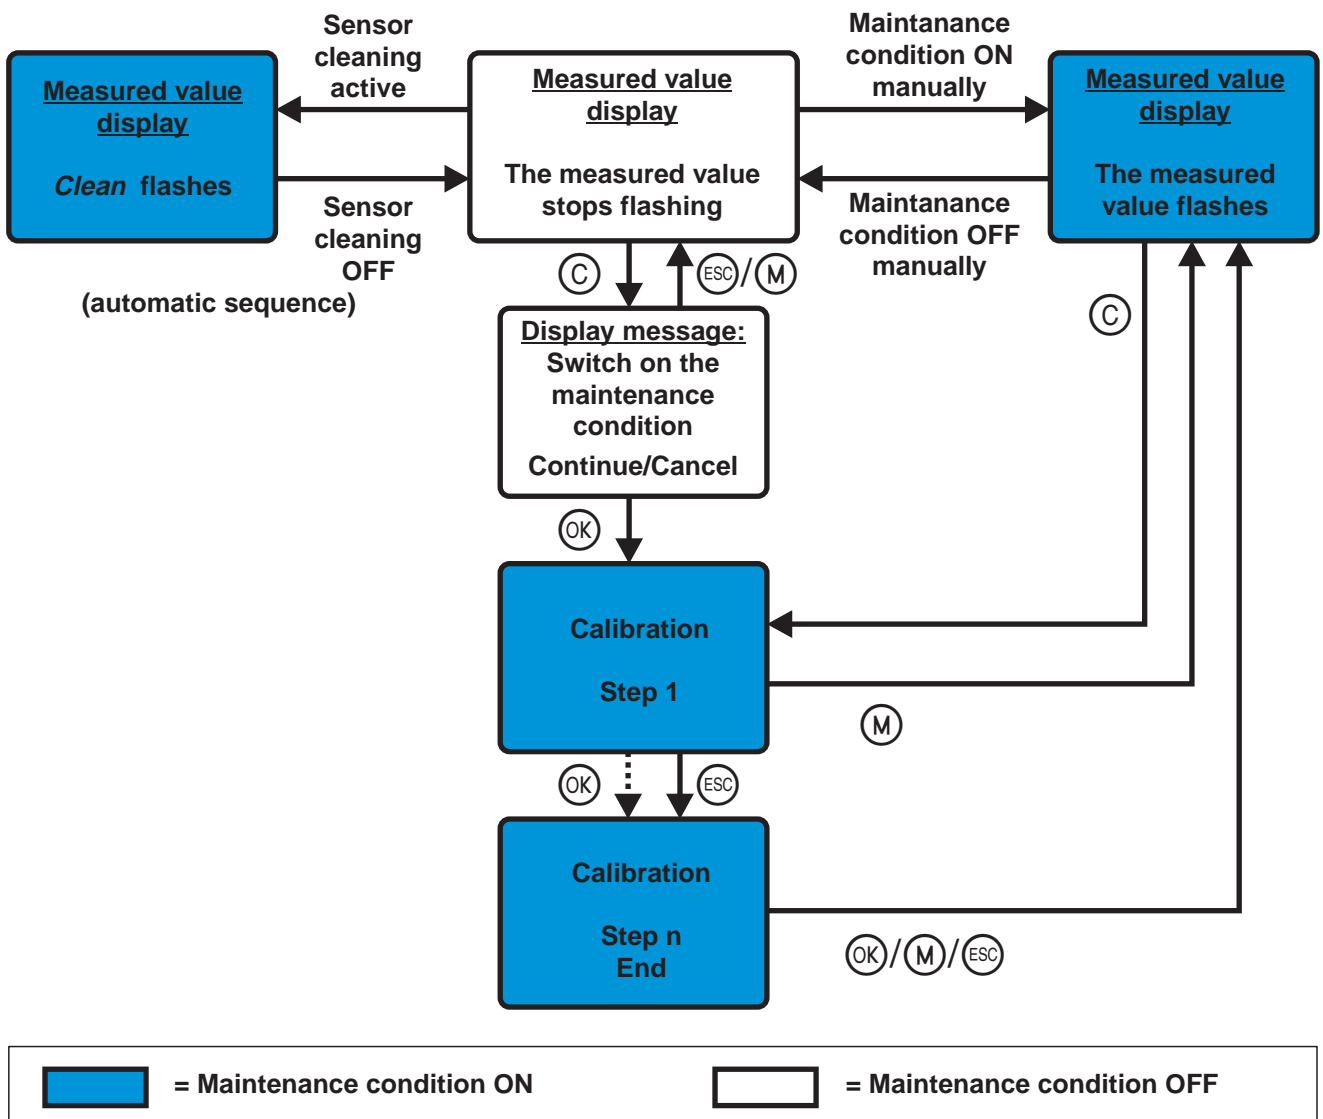 Sensor
cleaning
active
Maintanance
condition ON
manually
Measured value
display
Clean flashes
Measured value
display
The measured value
stops flashing
Measured value
display
The measured
value flashes
Sensor
cleaning
OFF
(automatic sequence)
Maintanance
condition OFF
manually
C
ESC/M
C
Display message:
Switch on the
maintenance
condition
Continue/Cancel
OK
Calibration
Step 1
M
OK
ESC
Calibration
Step n
End
OK/M/ESC
= Maintenance condition ON
= Maintenance condition OFF